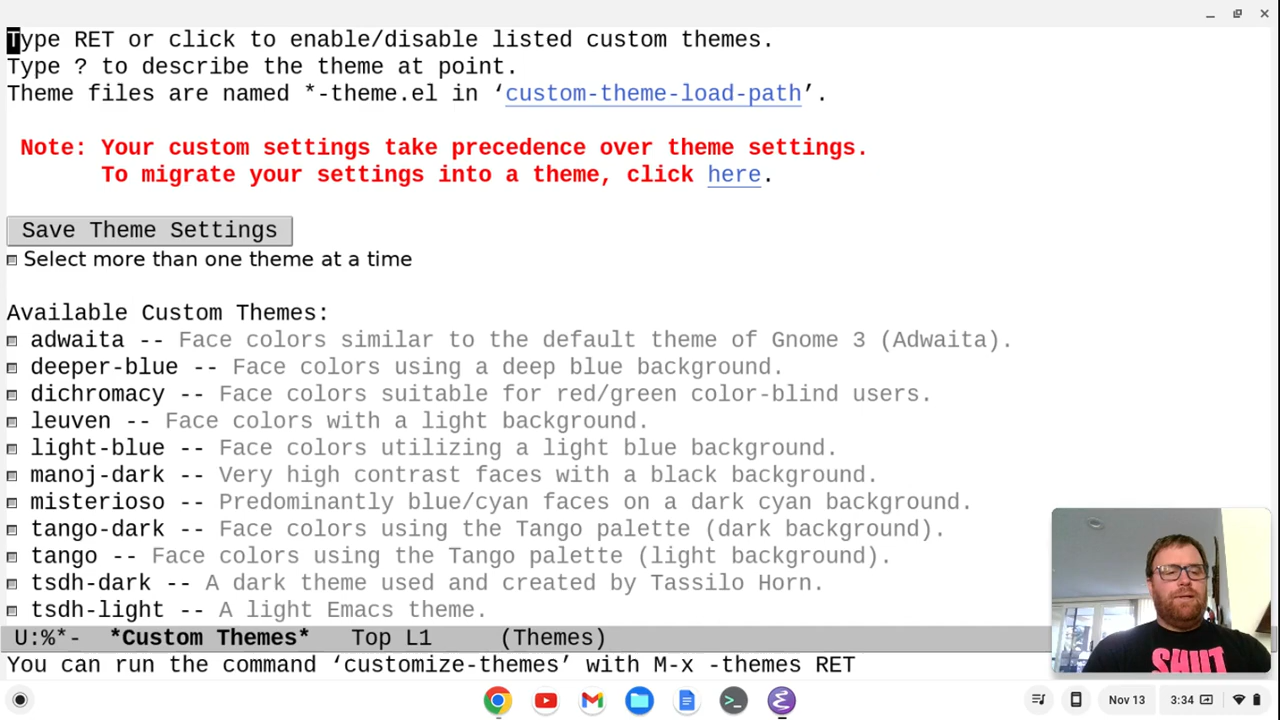 Type RET or click to enable/disable listed custom themes.
Type ? to describe the theme at point.
Theme files are named *-theme.el in ‘custom-theme-load-path’.
Note: Your custom settings take precedence over theme settings.
To migrate your settings into a theme, click here.
Save Theme Settings
Select more than one theme at a time
Available Custom Themes:
adwaita -- Face colors similar to the default theme of Gnome 3 (Adwaita).
deeper-blue -- Face colors using a deep blue background.
dichromacy -- Face colors suitable for red/green color-blind users.
leuven -- Face colors with a light background.
light-blue -- Face colors utilizing a light blue background.
manoj-dark -- Very high contrast faces with a black background.
misterioso -- Predominantly blue/cyan faces on a dark cyan background.
tango-dark -- Face colors using the Tango palette (dark background).
tango -- Face colors using the Tango palette (light background).
tsdh-dark -- A dark theme used and created by Tassilo Horn.
tsdh-light -- A light Emacs theme.
U:%*-  *Custom Themes*   Top L1     (Themes)
You can run the command ‘customize-themes’ with M-x -themes RET
SHUT
Nov 13
3:34